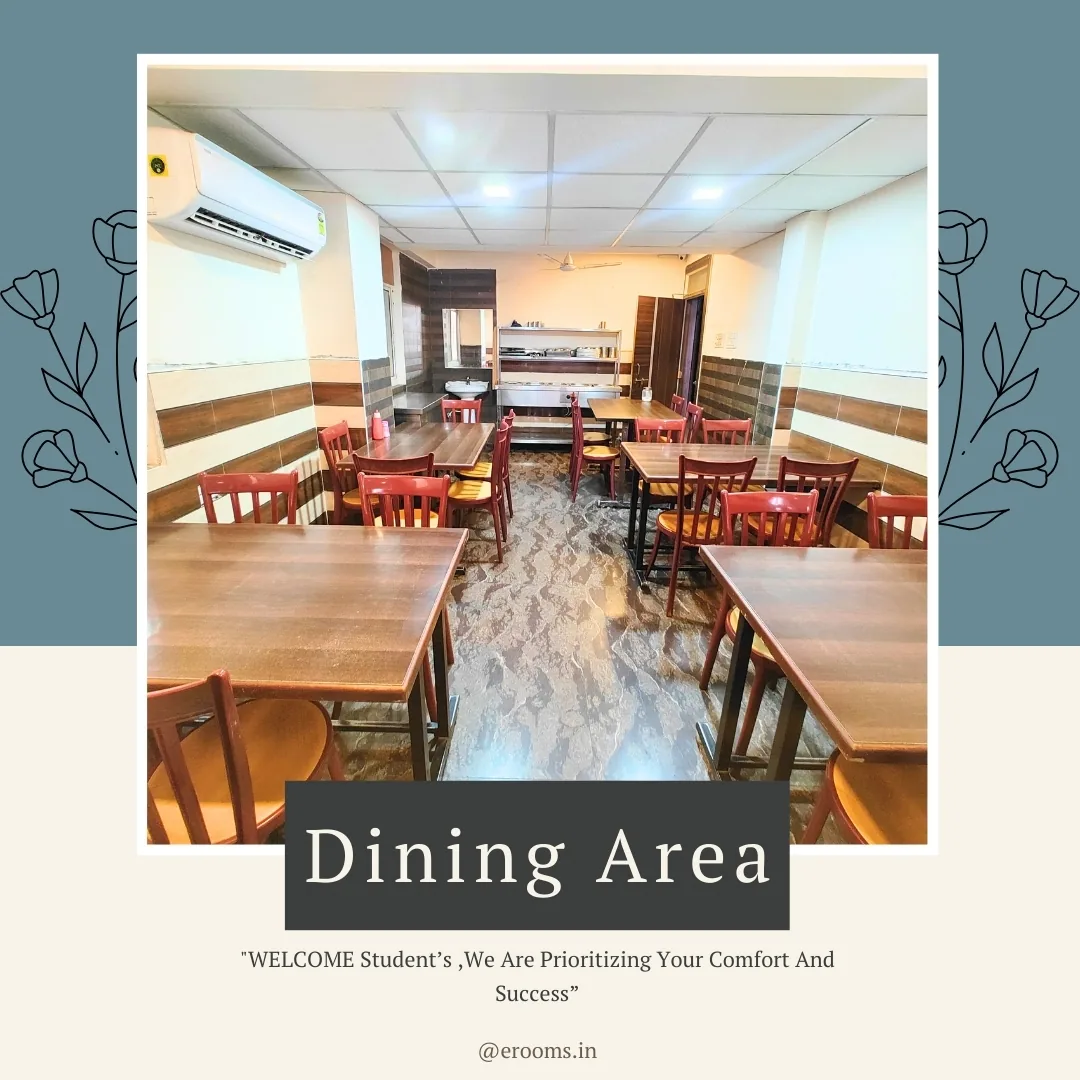 Dining Area
"WELCOME Student’s ,We Are Prioritizing Your Comfort And
Success”
@erooms.in